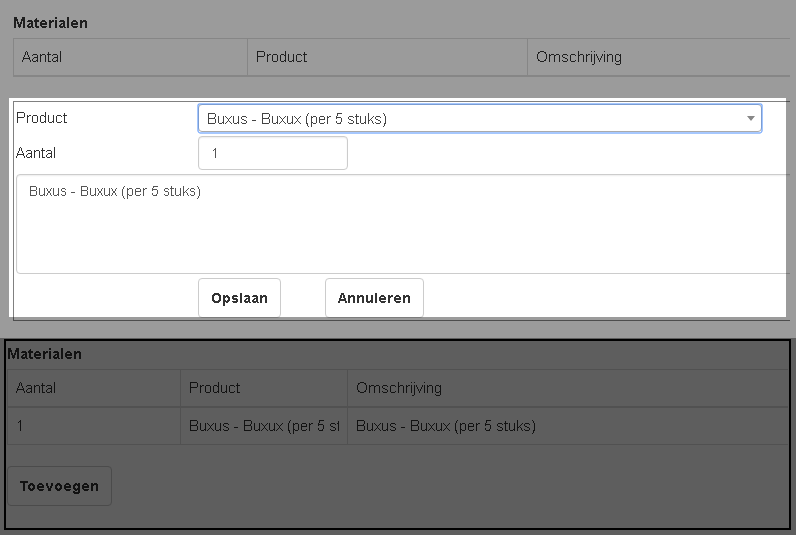 Materialen
Aantal Product Omschrijving
Product Buxus - Buxux (per 5 stuks)
Aantal 1
Buxus - Buxux (per 5 stuks)
Opslaan Annuleren
Materialen
Aantal Product Omschrijving
1 Buxus - Buxux (per 5 st Buxus - Buxux (per 5 stuks)
Toevoegen